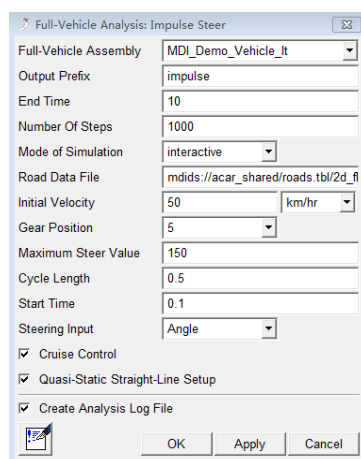 Full-Vehicle Analysis: Impulse Steer
Full-Vehicle Assembly MDI_Demo_Vehicle_lt
Output Prefix impulse
End Time 10
Number Of Steps 1000
Mode of Simulation interactive
Road Data File mdids://acar_shared/roads.tbl/2d_fl
Initial Velocity 50 km/hr
Gear Position 5
Maximum Steer Value 150
Cycle Length 0.5
Start Time 0.1
Steering Input Angle
Cruise Control
Quasi-Static Straight-Line Setup
Create Analysis Log File
OK Apply Cancel